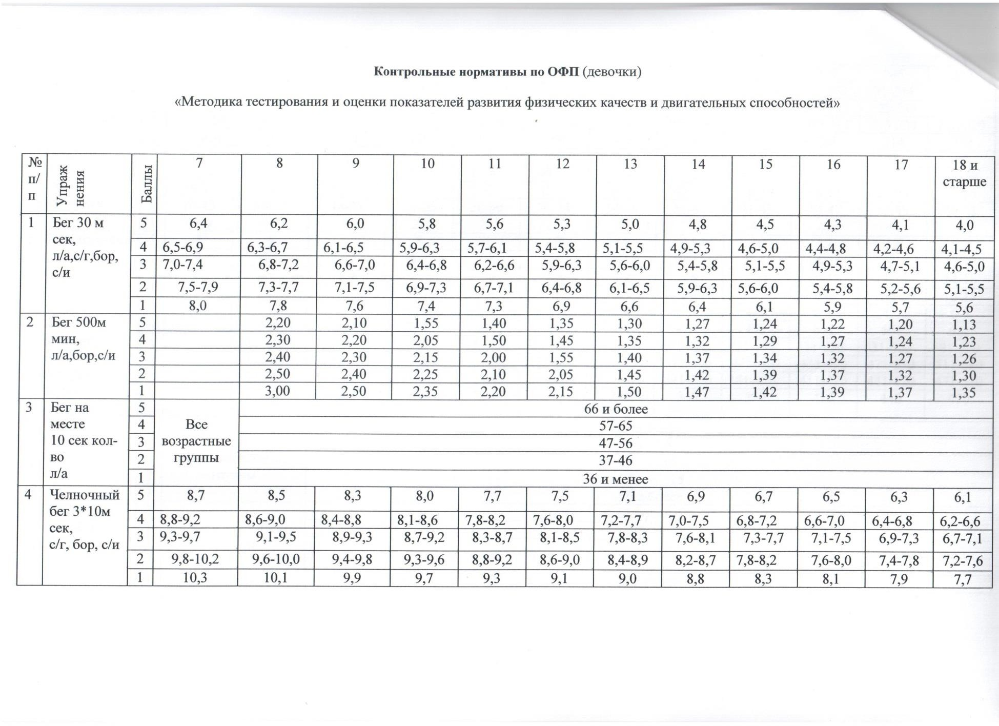 Контрольные нормативы по ОФП (девочки)
«Методика тестирования и оценки показателей развития физических качеств и двигательных способностей»
№ п/п Упраж нения Баллы 7 8 9 10 11 12 13 14 15 16 17 18 и старше
1 Бег 30 м сек, л/а,с/г,бор, с/и 5 6,4 6,2 6,0 5,8 5,6 5,3 5,0 4,8 4,5 4,3 4,1 4,0
4 6,5-6,9 6,3-6,7 6,1-6,5 5,9-6,3 5,7-6,1 5,4-5,8 5,1-5,5 4,9-5,3 4,6-5,0 4,4-4,8 4,2-4,6 4,1-4,5
3 7,0-7,4 6,8-7,2 6,6-7,0 6,4-6,8 6,2-6,6 5,9-6,3 5,6-6,0 5,4-5,8 5,1-5,5 4,9-5,3 4,7-5,1 4,6-5,0
2 7,5-7,9 7,3-7,7 7,1-7,5 6,9-7,3 6,7-7,1 6,4-6,8 6,1-6,5 5,9-6,3 5,6-6,0 5,4-5,8 5,2-5,6 5,1-5,5
1 8,0 7,8 7,6 7,4 7,3 6,9 6,6 6,4 6,1 5,9 5,7 5,6
2 Бег 500м мин, л/а,бор,с/и 5 2,20 2,10 1,55 1,40 1,35 1,30 1,27 1,24 1,22 1,20 1,13
4 2,30 2,20 2,05 1,50 1,45 1,35 1,32 1,29 1,27 1,24 1,23
3 2,40 2,30 2,15 2,00 1,55 1,40 1,37 1,34 1,32 1,27 1,26
2 2,50 2,40 2,25 2,10 2,05 1,45 1,42 1,39 1,37 1,32 1,30
1 3,00 2,50 2,35 2,20 2,15 1,50 1,47 1,42 1,39 1,37 1,35
3 Бег на месте 10 сек кол-во л/а 5 Все возрастные группы 66 и более
4 57-65
3 47-56
2 37-46
1 36 и менее
4 Челночный бег 3*10м сек, с/г, бор, с/и 5 8,7 8,5 8,3 8,0 7,7 7,5 7,1 6,9 6,7 6,5 6,3 6,1
4 8,8-9,2 8,6-9,0 8,4-8,8 8,1-8,6 7,8-8,2 7,6-8,0 7,2-7,7 7,0-7,5 6,8-7,2 6,6-7,0 6,4-6,8 6,2-6,6
3 9,3-9,7 9,1-9,5 8,9-9,3 8,7-9,2 8,3-8,7 8,1-8,5 7,8-8,3 7,6-8,1 7,3-7,7 7,1-7,5 6,9-7,3 6,7-7,1
2 9,8-10,2 9,6-10,0 9,4-9,8 9,3-9,6 8,8-9,2 8,6-9,0 8,4-8,9 8,2-8,7 7,8-8,2 7,6-8,0 7,4-7,8 7,2-7,6
1 10,3 10,1 9,9 9,7 9,3 9,1 9,0 8,8 8,3 8,1 7,9 7,7